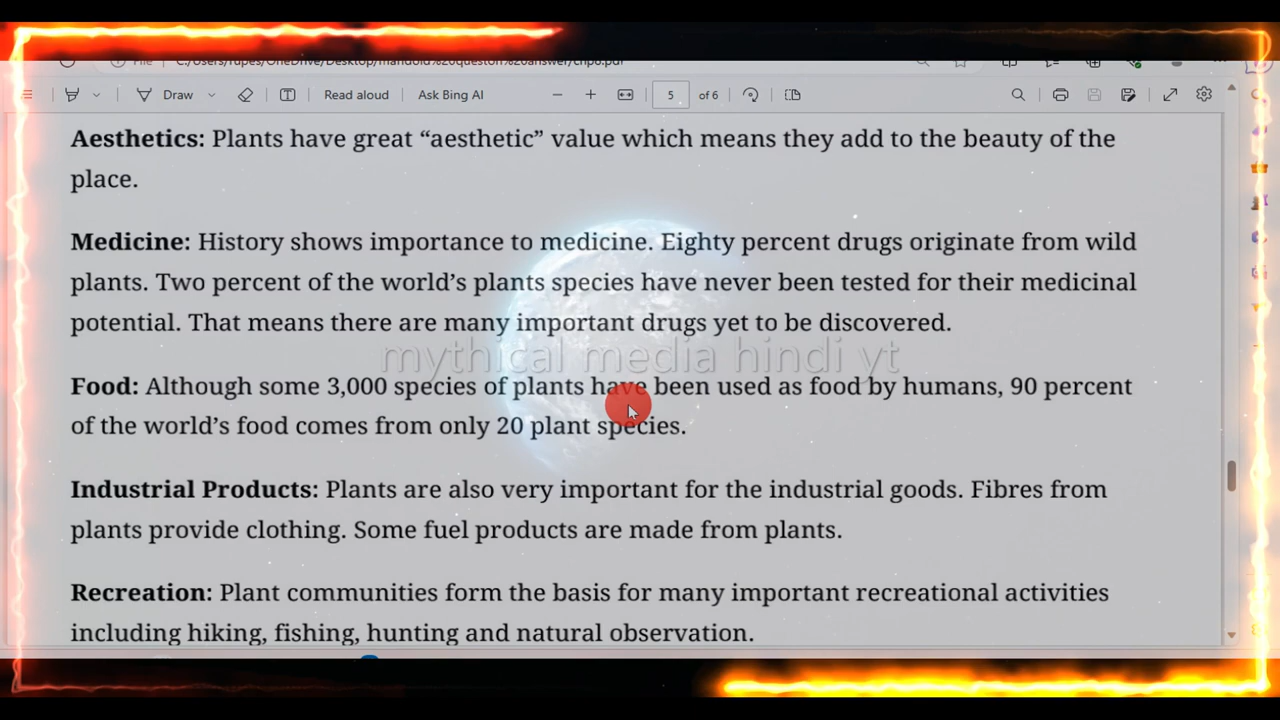 File
C:/Users/rupes/OneDrive/Desktop/
Draw
Read aloud
Ask Bing AI
5
of 6
Aesthetics: Plants have great “aesthetic” value which means they add to the beauty of the
place.
Medicine: History shows importance to medicine. Eighty percent drugs originate from wild
plants. Two percent of the world’s plants species have never been tested for their medicinal
potential. That means there are many important drugs yet to be discovered.
mythical media hindi yt
Food: Although some 3,000 species of plants have been used as food by humans, 90 percent
of the world’s food comes from only 20 plant species.
Industrial Products: Plants are also very important for the industrial goods. Fibres from
plants provide clothing. Some fuel products are made from plants.
Recreation: Plant communities form the basis for many important recreational activities
including hiking, fishing, hunting and natural observation.